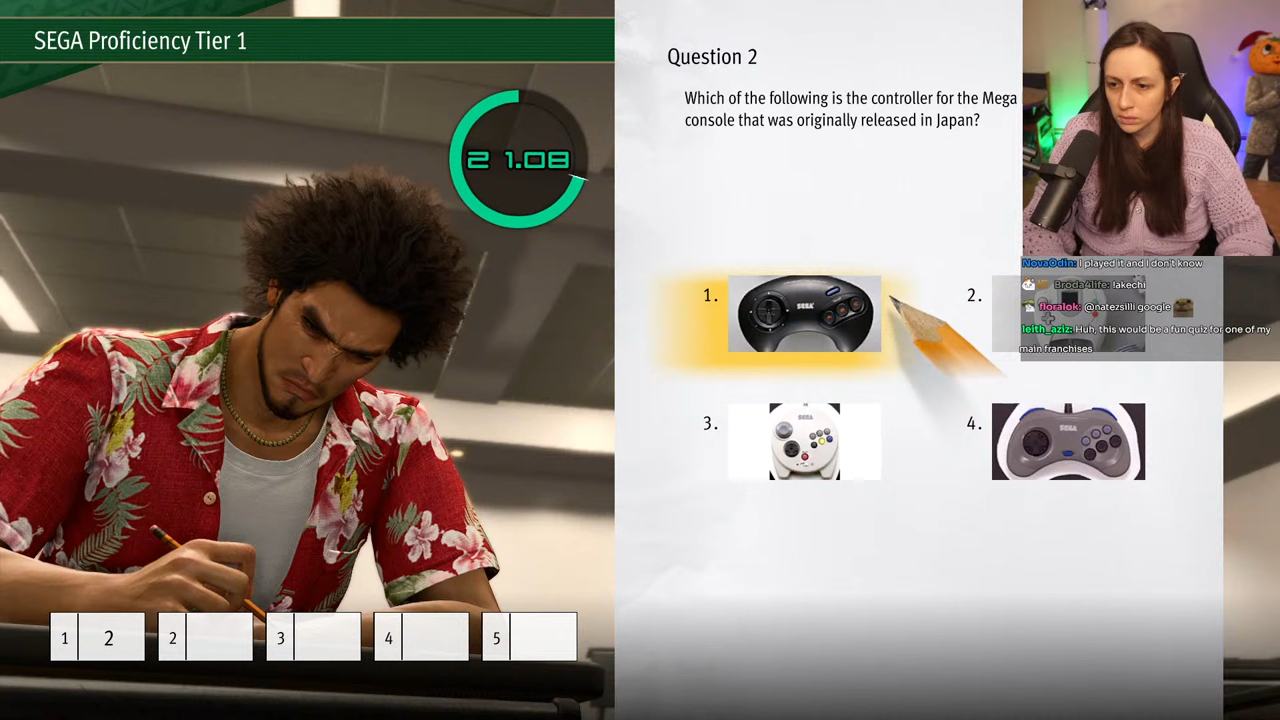 SEGA Proficiency Tier 1
21.08
Question 2
Which of the following is the controller for the Mega
console that was originally released in Japan?
1.
SEGA
2.
3.
SEGA
4.
SEGA
NovaOdin: I played it and I don't know
Broda4life: !akechi
floralok: @natezsilli google
leith_aziz: Huh, this would be a fun quiz for one of my
main franchises
1 2 2 3 4 5